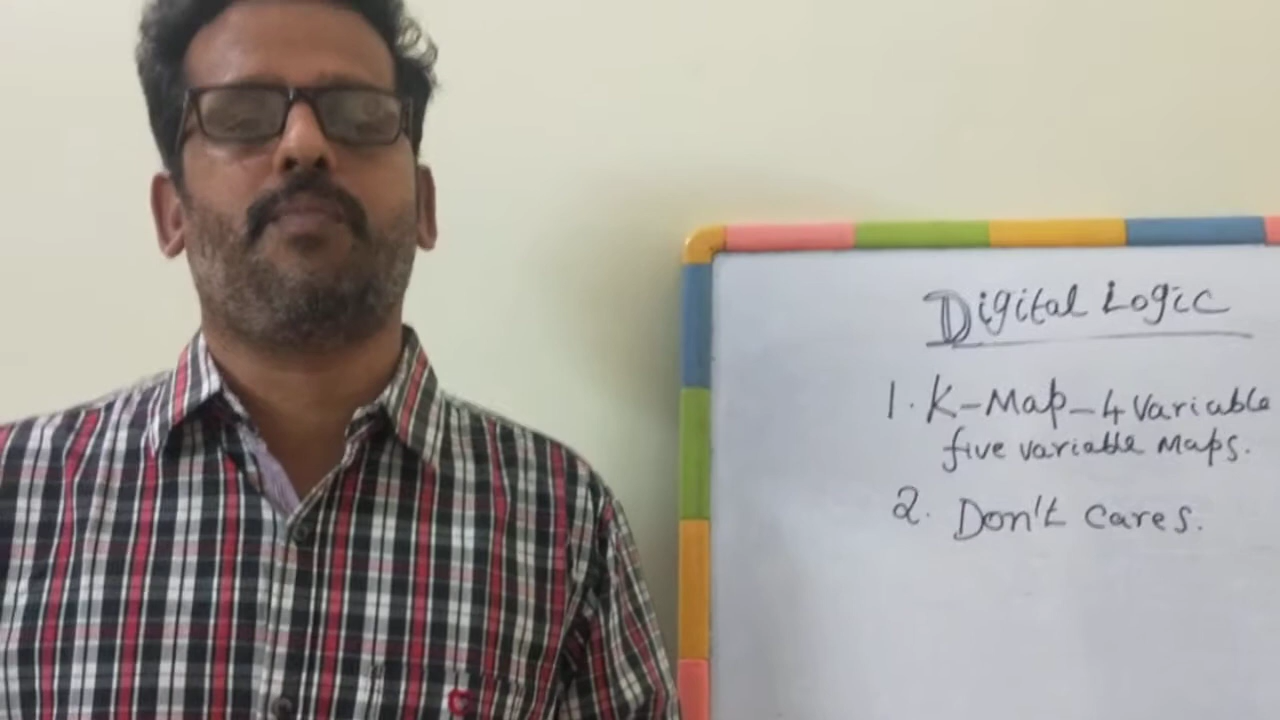 Digital Logic
1. K-Map-4 Variable
five variable Maps.
2. Don't Cares.
G